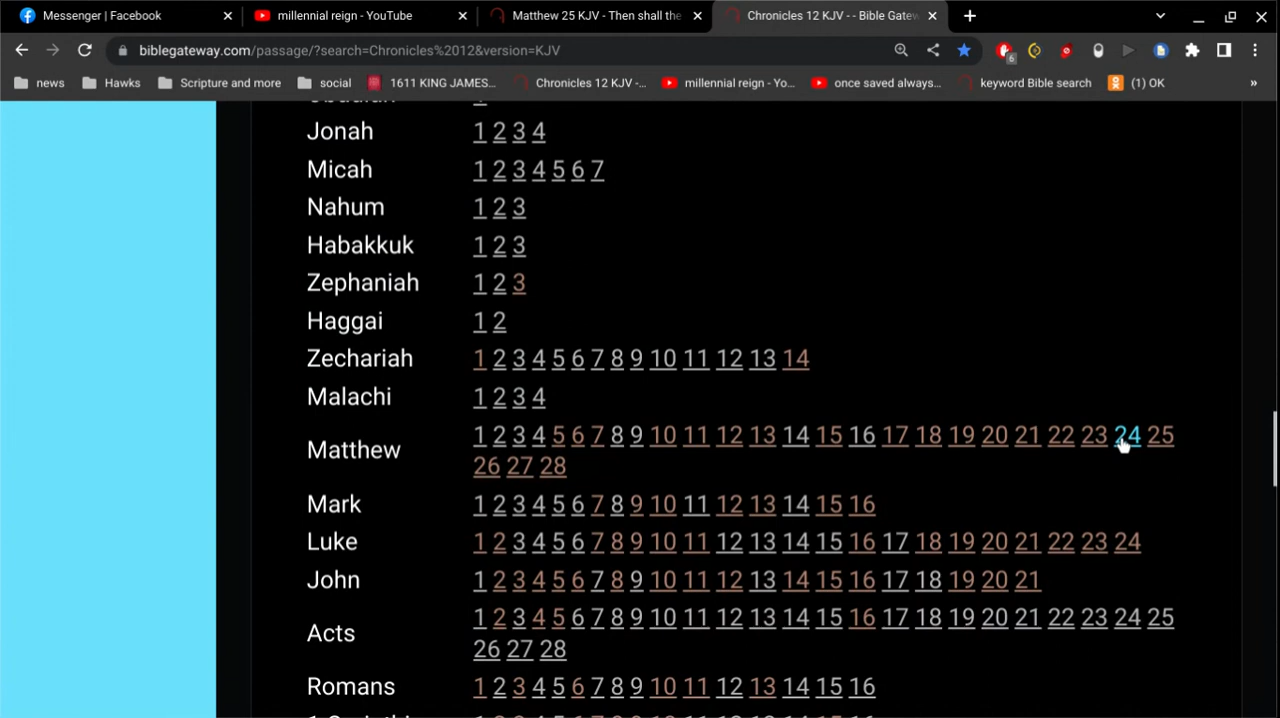 Messenger | Facebook
millennial reign - YouTube
Matthew 25 KJV - Then shall the
Chronicles 12 KJV - - Bible Gatew
biblegateway.com/passage/?search=Chronicles%2012&version=KJV
6
news
Hawks
Scripture and more
social
1611 KING JAMES...
Chronicles 12 KJV -...
millennial reign - Yo...
once saved always...
keyword Bible search
(1) OK
»
Obadiah 1
Jonah 1 2 3 4
Micah 1 2 3 4 5 6 7
Nahum 1 2 3
Habakkuk 1 2 3
Zephaniah 1 2 3
Haggai 1 2
Zechariah 1 2 3 4 5 6 7 8 9 10 11 12 13 14
Malachi 1 2 3 4
Matthew 1 2 3 4 5 6 7 8 9 10 11 12 13 14 15 16 17 18 19 20 21 22 23 24 25
26 27 28
Mark 1 2 3 4 5 6 7 8 9 10 11 12 13 14 15 16
Luke 1 2 3 4 5 6 7 8 9 10 11 12 13 14 15 16 17 18 19 20 21 22 23 24
John 1 2 3 4 5 6 7 8 9 10 11 12 13 14 15 16 17 18 19 20 21
Acts 1 2 3 4 5 6 7 8 9 10 11 12 13 14 15 16 17 18 19 20 21 22 23 24 25
26 27 28
Romans 1 2 3 4 5 6 7 8 9 10 11 12 13 14 15 16